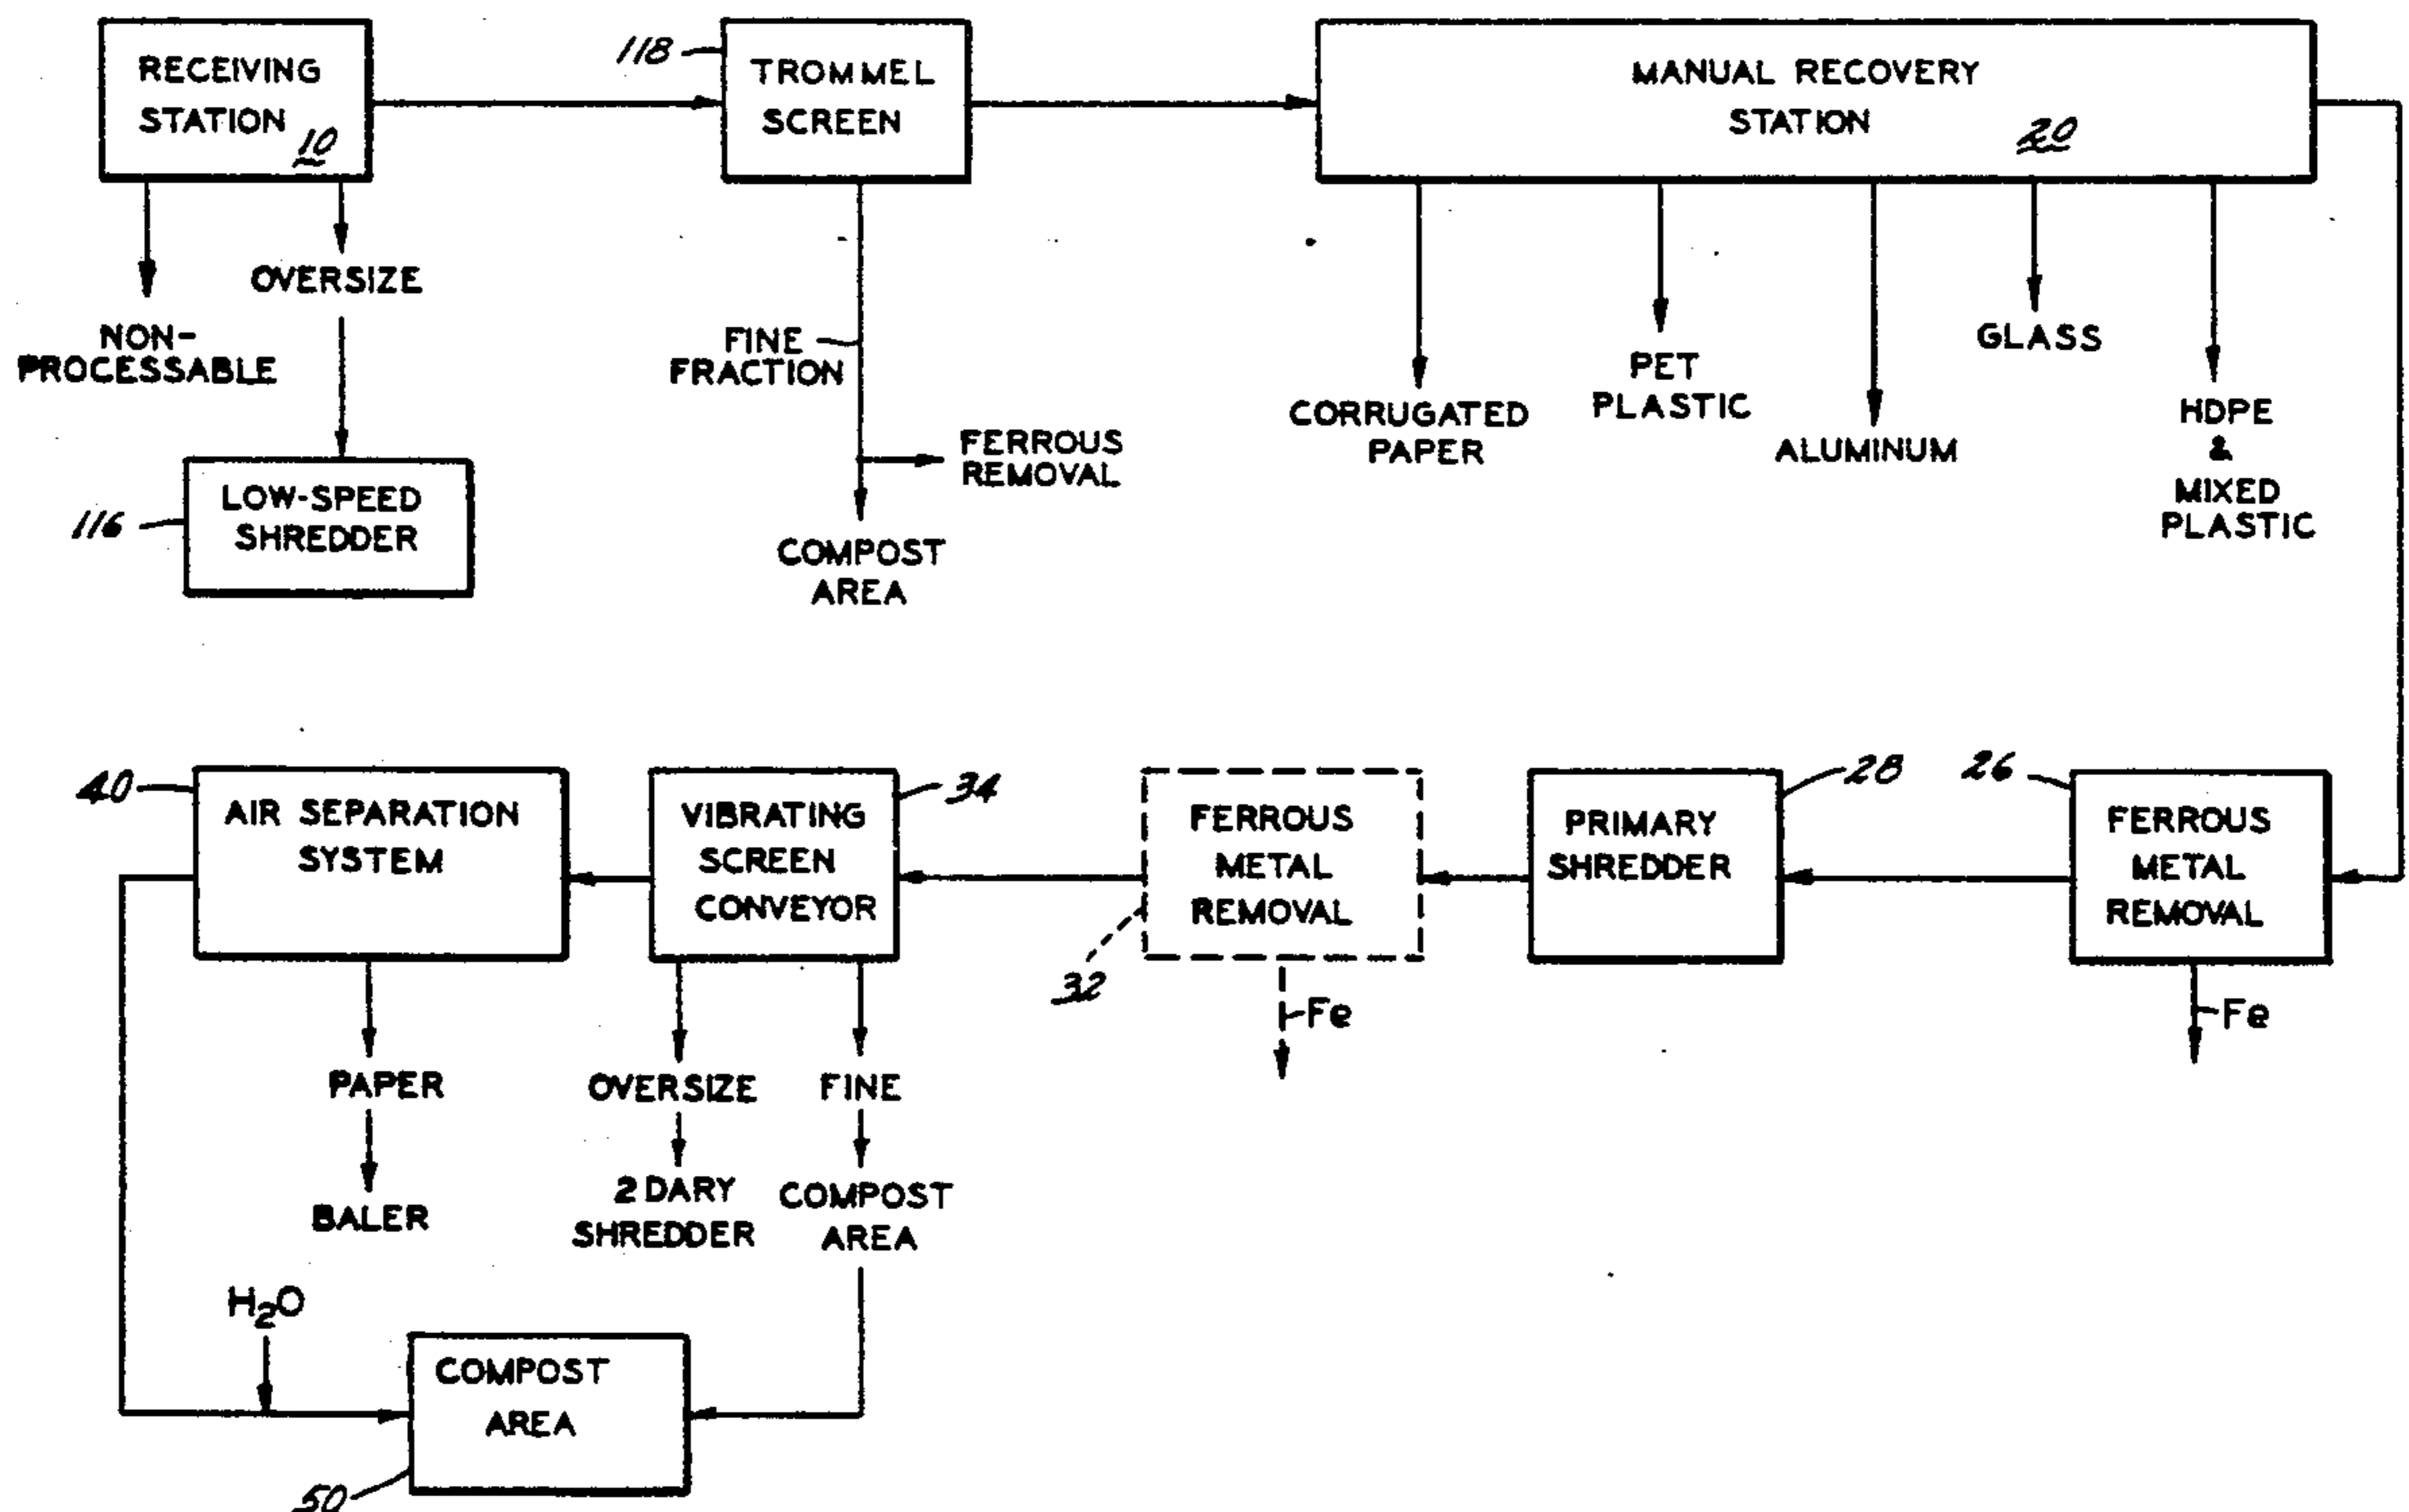 RECEIVING
STATION
10
118
TROMMEL
SCREEN
MANUAL RECOVERY
STATION
20
NON-
PROCESSABLE
OVERSIZE
116
LOW-SPEED
SHREDDER
FINE
FRACTION
FERROUS
REMOVAL
COMPOST
AREA
CORRUGATED
PAPER
PET
PLASTIC
ALUMINUM
GLASS
HDPE
&
MIXED
PLASTIC
40
AIR SEPARATION
SYSTEM
VIBRATING
SCREEN
CONVEYOR
34
FERROUS
METAL
REMOVAL
32
Fe
PRIMARY
SHREDDER
28
26
FERROUS
METAL
REMOVAL
Fe
PAPER
BALER
OVERSIZE
2DARY
SHREDDER
FINE
COMPOST
AREA
H2O
COMPOST
AREA
50